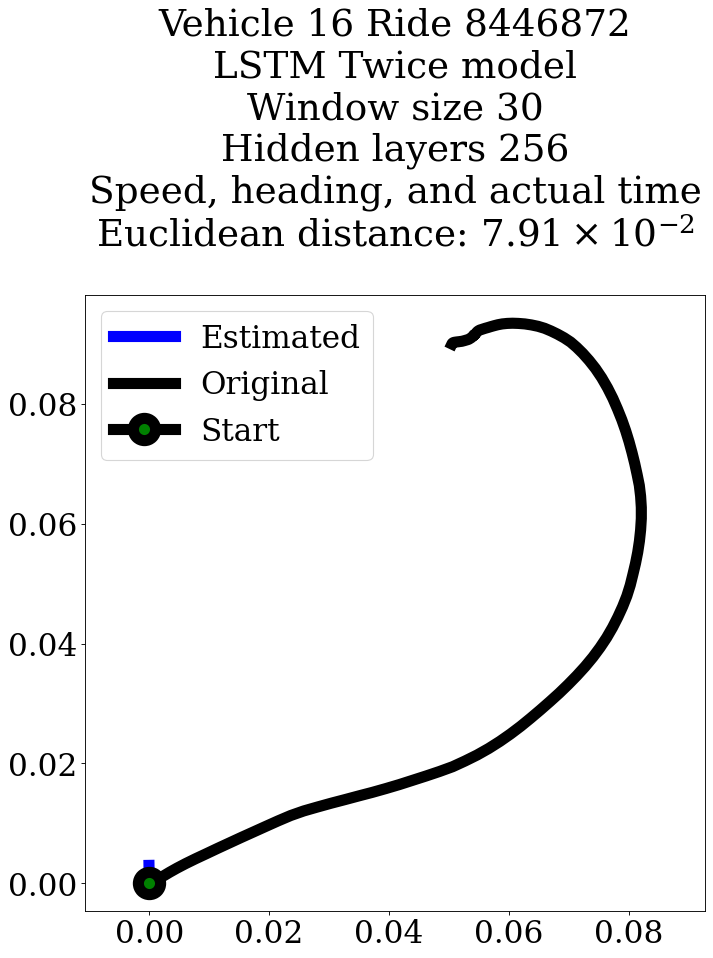 Vehicle 16 Ride 8446872
LSTM Twice model
Window size 30
Hidden layers 256
Speed, heading, and actual time
Euclidean distance: 7.91 × 10⁻²
Estimated
Original
Start
0.08
0.06
0.04
0.02
0.00
0.00 0.02 0.04 0.06 0.08